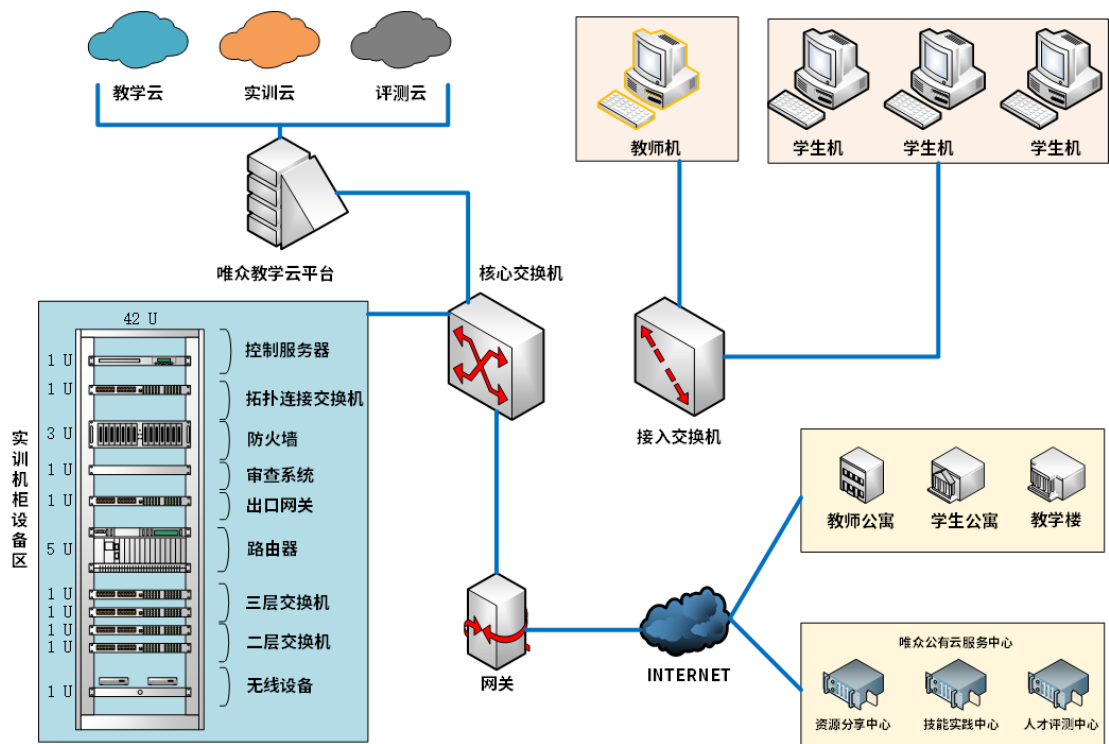 教学云
实训云
评测云
教师机
学生机
学生机
学生机
唯众教学云平台
核心交换机
接入交换机
实训机柜设备区
42 U
1 U
控制服务器
1 U
拓扑连接交换机
3 U
防火墙
1 U
审查系统
1 U
出口网关
5 U
路由器
1 U
1 U
三层交换机
1 U
1 U
二层交换机
1 U
无线设备
网关
INTERNET
教师公寓
学生公寓
教学楼
唯众公有云服务中心
资源分享中心
技能实践中心
人才评测中心